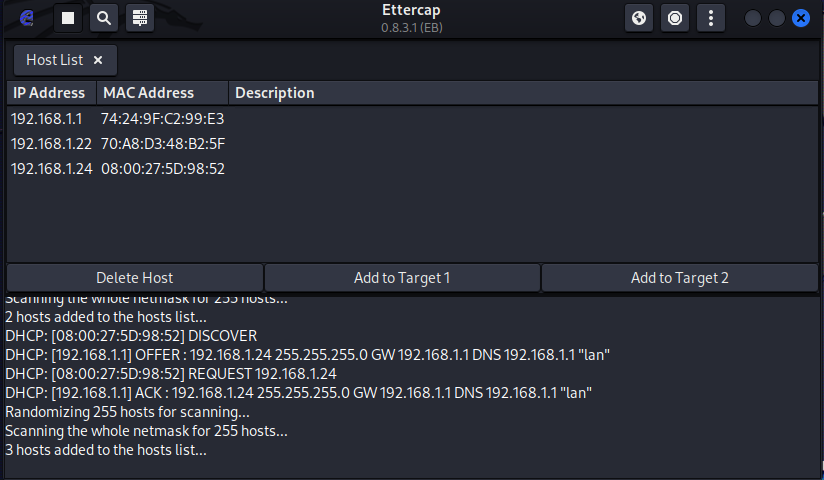 Ettercap
0.8.3.1 (EB)
Host List ×
IP Address MAC Address Description
192.168.1.1 74:24:9F:C2:99:E3
192.168.1.22 70:A8:D3:48:B2:5F
192.168.1.24 08:00:27:5D:98:52
Delete Host Add to Target 1 Add to Target 2
Scanning the whole netmask for 255 hosts...
2 hosts added to the hosts list...
DHCP: [08:00:27:5D:98:52] DISCOVER
DHCP: [192.168.1.1] OFFER : 192.168.1.24 255.255.255.0 GW 192.168.1.1 DNS 192.168.1.1 "lan"
DHCP: [08:00:27:5D:98:52] REQUEST 192.168.1.24
DHCP: [192.168.1.1] ACK : 192.168.1.24 255.255.255.0 GW 192.168.1.1 DNS 192.168.1.1 "lan"
Randomizing 255 hosts for scanning...
Scanning the whole netmask for 255 hosts...
3 hosts added to the hosts list...